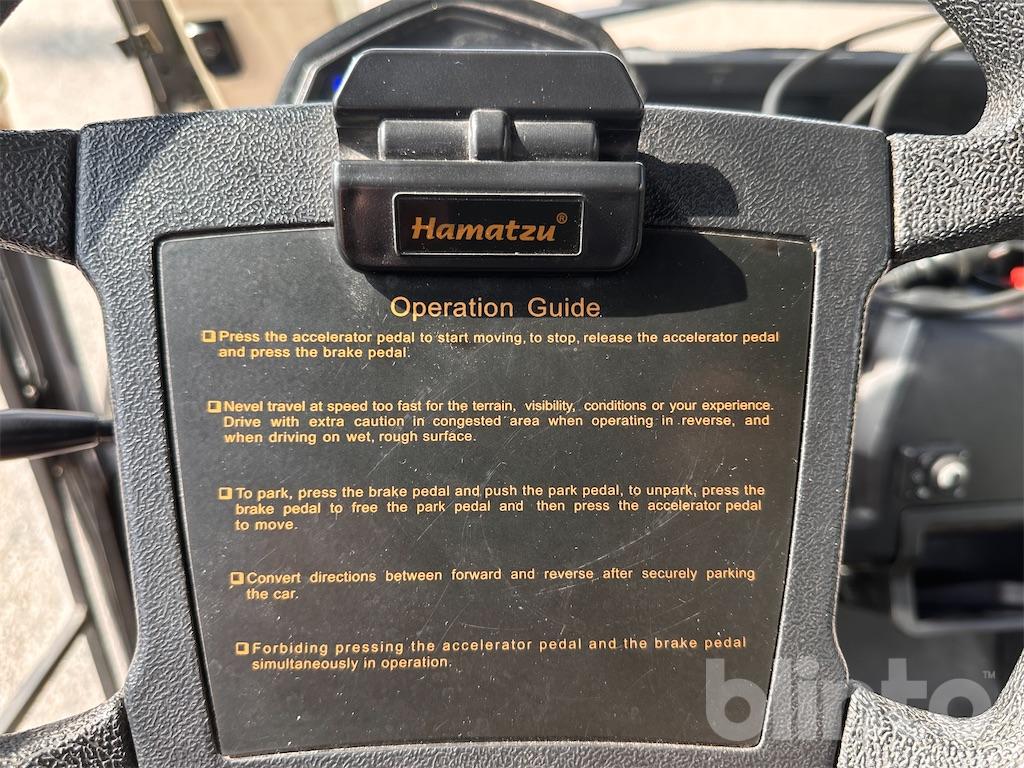 Hamatzu®
Operation Guide
Press the accelerator pedal to start moving, to stop, release the accelerator pedal
and press the brake pedal.
Nevel travel at speed too fast for the terrain, visibility, conditions or your experience.
Drive with extra caution in congested area when operating in reverse, and
when driving on wet, rough surface.
To park, press the brake pedal and push the park pedal, to unpark, press the
brake pedal to free the park pedal and then press the accelerator pedal
to move.
Convert directions between forward and reverse after securely parking
the car.
Forbiding pressing the accelerator pedal and the brake pedal
simultaneously in operation.
blinto™